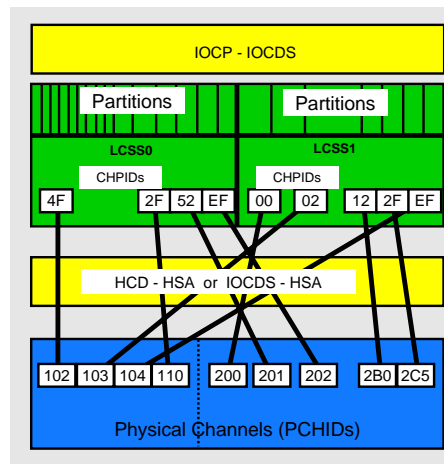 IOCP - IOCDS
Partitions Partitions
LCSS0 LCSS1
CHPIDs CHPIDs
4F 2F 52 EF 00 02 12 2F EF
HCD - HSA or IOCDS - HSA
102 103 104 110 200 201 202 2B0 2C5
Physical Channels (PCHIDs)